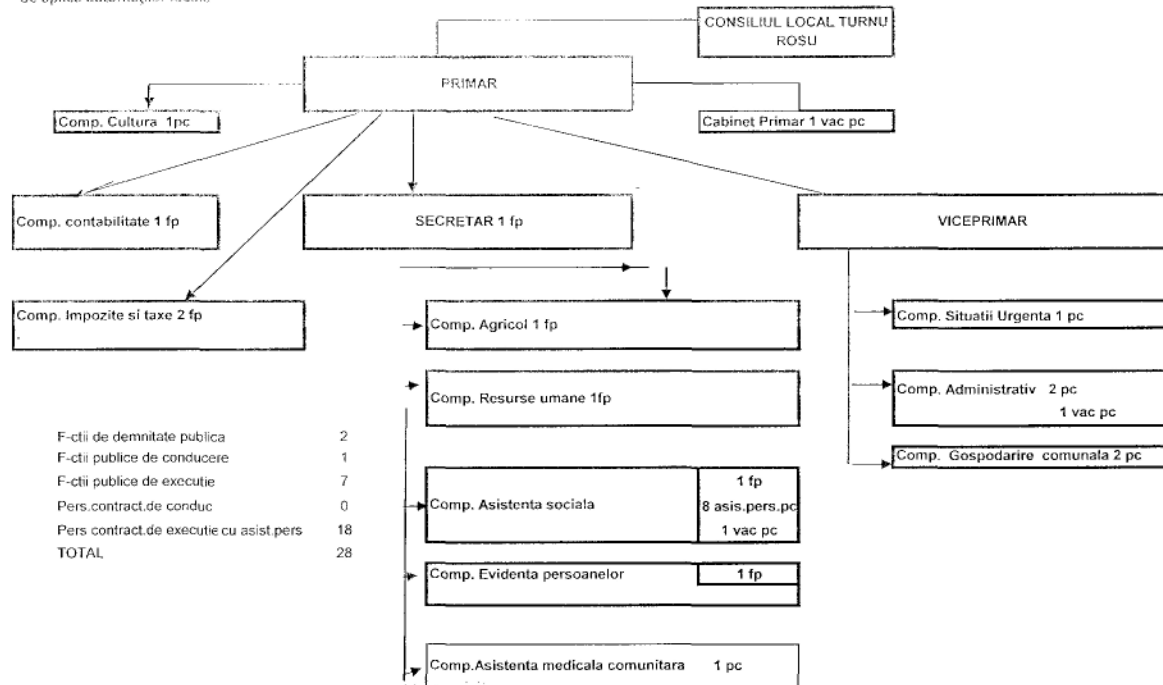 CONSILIUL LOCAL TURNU
ROSU
PRIMAR
Comp. Cultura 1pc
Cabinet Primar 1 vac pc
Comp. contabilitate 1 fp
SECRETAR 1 fp
VICEPRIMAR
Comp. Impozite si taxe 2 fp
Comp. Agricol 1 fp
Comp. Situatii Urgenta 1 pc
Comp. Resurse umane 1fp
Comp. Administrativ 2 pc
1 vac pc
Comp. Gospodarire comunala 2 pc
F-ctii de demnitate publica 2
F-ctii publice de conducere 1
F-ctii publice de executie 7
Pers.contract.de conduc 0
Pers contract.de executie cu asist.pers 18
TOTAL 28
Comp. Asistenta sociala
1 fp
8 asis.pers.pc
1 vac pc
Comp. Evidenta persoanelor 1 fp
Comp.Asistenta medicala comunitara 1 pc